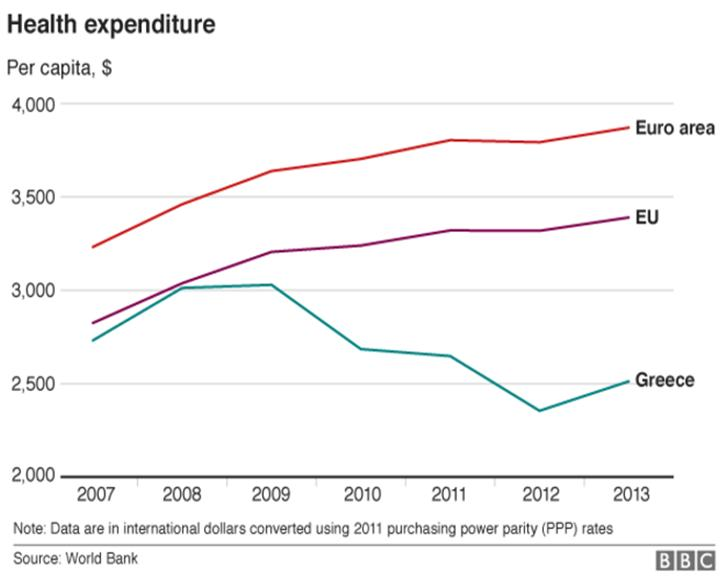 Health expenditure
Per capita, $
4,000
Euro area
3,500
EU
3,000
2,500
Greece
2,000
2007 2008 2009 2010 2011 2012 2013
Note: Data are in international dollars converted using 2011 purchasing power parity (PPP) rates
Source: World Bank BBC